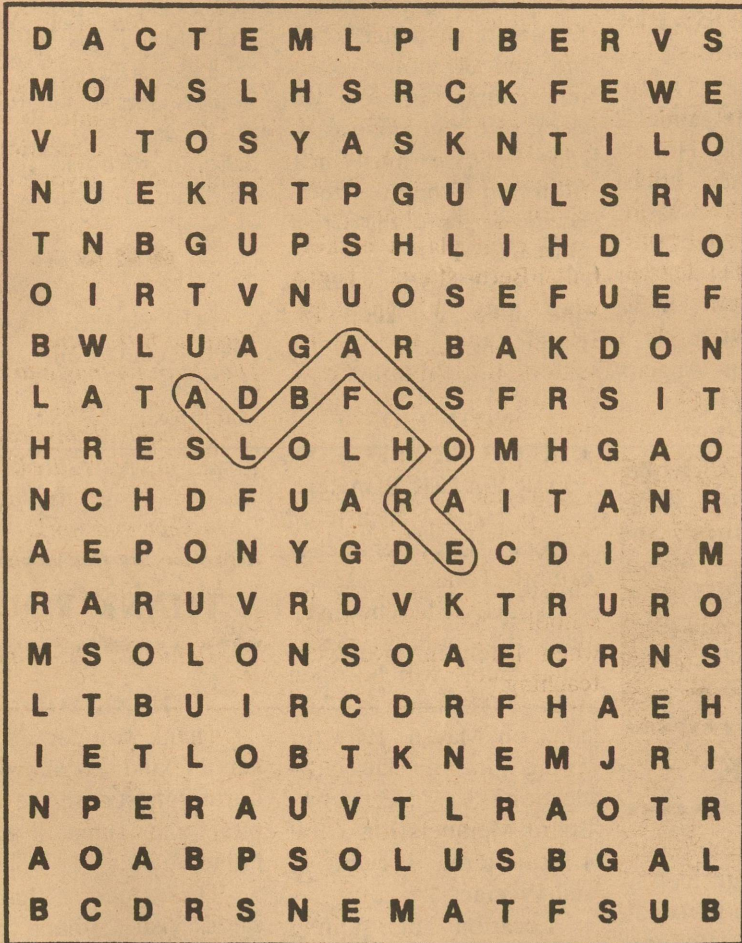 D A C T E M L P I B E R V S
M O N S L H S R C K F E W E
V I T O S Y A S K N T I L O
N U E K R T P G U V L S R N
T N B G U P S H L I H D L O
O I R T V N U O S E F U E F
B W L U A G A R B A K D O N
L A T A D B F C S F R S I T
H R E S L O L H O M H G A O
N C H D F U A R A I T A N R
A E P O N Y G D E C D I P M
R A R U V R D V K T R U R O
M S O L O N S O A E C R N S
L T B U I R C D R F H A E H
I E T L O B T K N E M J R I
N P E R A U V T L R A O T R
A O A B P S O L U S B G A L
B C D R S N E M A T F S U B